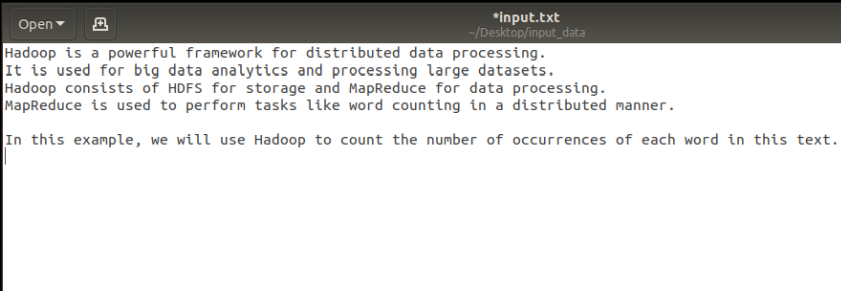 Open
*input.txt
~/Desktop/input_data
Hadoop is a powerful framework for distributed data processing.
It is used for big data analytics and processing large datasets.
Hadoop consists of HDFS for storage and MapReduce for data processing.
MapReduce is used to perform tasks like word counting in a distributed manner.
In this example, we will use Hadoop to count the number of occurrences of each word in this text.